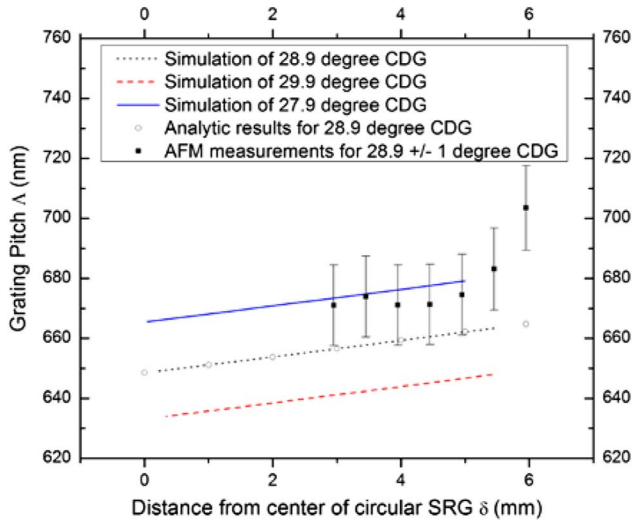 0 2 4 6
760 760
740 740
720 720
700 700
680 680
660 660
640 640
620 620
Simulation of 28.9 degree CDG
Simulation of 29.9 degree CDG
Simulation of 27.9 degree CDG
Analytic results for 28.9 degree CDG
AFM measurements for 28.9 +/- 1 degree CDG
Grating Pitch Λ (nm)
0 2 4 6
Distance from center of circular SRG δ (mm)